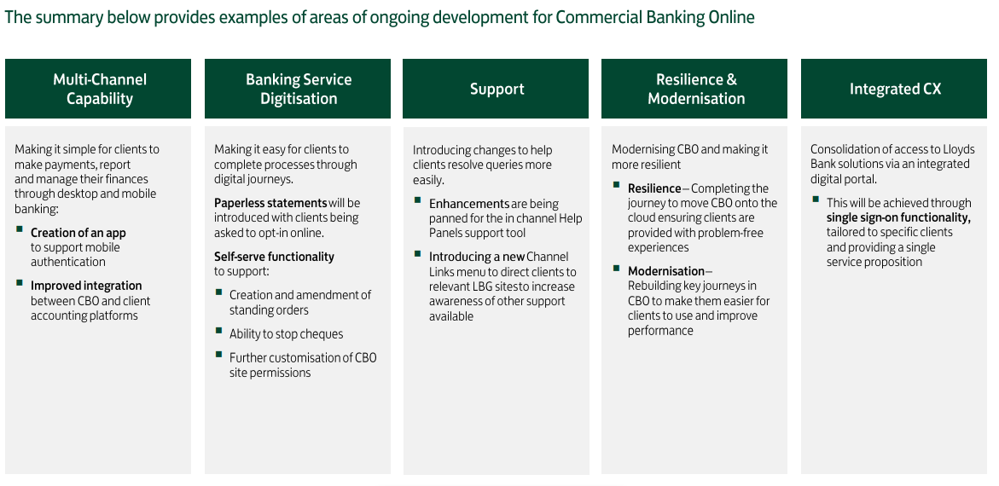 The summary below provides examples of areas of ongoing development for Commercial Banking Online
Multi-Channel
Capability
Making it simple for clients to
make payments, report
and manage their finances
through desktop and mobile
banking:
Creation of an app
to support mobile
authentication
Improved integration
between CBO and client
accounting platforms
Banking Service
Digitisation
Making it easy for clients to
complete processes through
digital journeys.
Paperless statements will be
introduced with clients being
asked to opt-in online.
Self-serve functionality
to support:
Creation and amendment of
standing orders
Ability to stop cheques
Further customisation of CBO
site permissions
Support
Introducing changes to help
clients resolve queries more
easily.
Enhancements are being
panned for the in channel Help
Panels support tool
Introducing a new Channel
Links menu to direct clients to
relevant LBG sites to increase
awareness of other support
available
Resilience &
Modernisation
Modernising CBO and making it
more resilient
Resilience – Completing the
journey to move CBO onto the
cloud ensuring clients are
provided with problem-free
experiences
Modernisation –
Rebuilding key journeys in
CBO to make them easier for
clients to use and improve
performance
Integrated CX
Consolidation of access to Lloyds
Bank solutions via an integrated
digital portal.
This will be achieved through
single sign-on functionality,
tailored to specific clients
and providing a single
service proposition